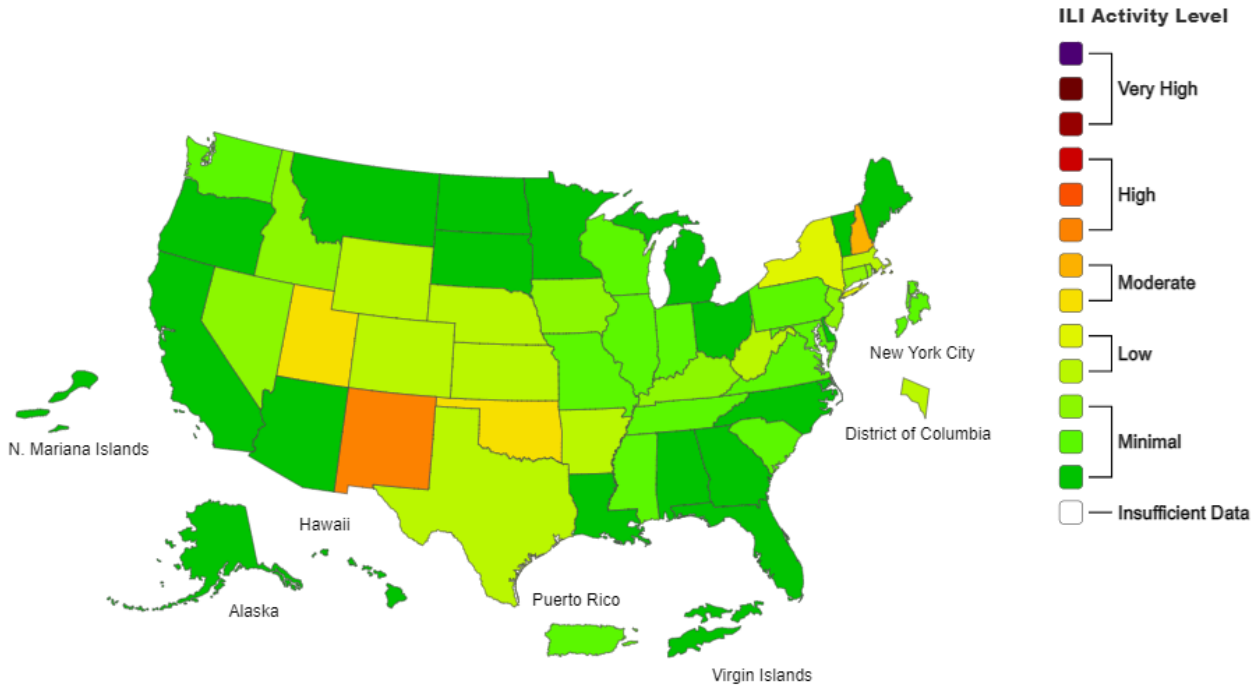 ILI Activity Level
Very High
High
Moderate
Low
Minimal
Insufficient Data
New York City
District of Columbia
N. Mariana Islands
Hawaii
Alaska
Puerto Rico
Virgin Islands